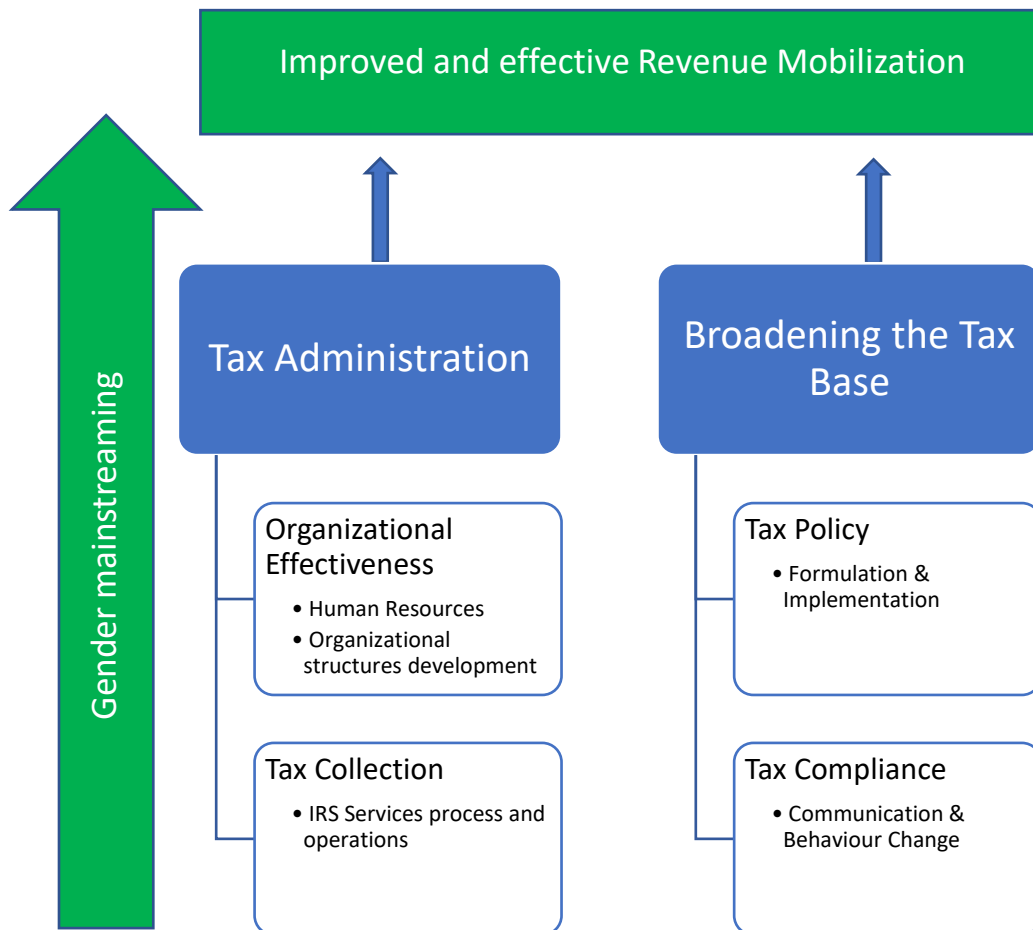 Improved and effective Revenue Mobilization
Gender mainstreaming
Tax Administration
Organizational
Effectiveness
• Human Resources
• Organizational
structures development
Tax Collection
• IRS Services process and
operations
Broadening the Tax
Base
Tax Policy
• Formulation &
Implementation
Tax Compliance
• Communication &
Behaviour Change